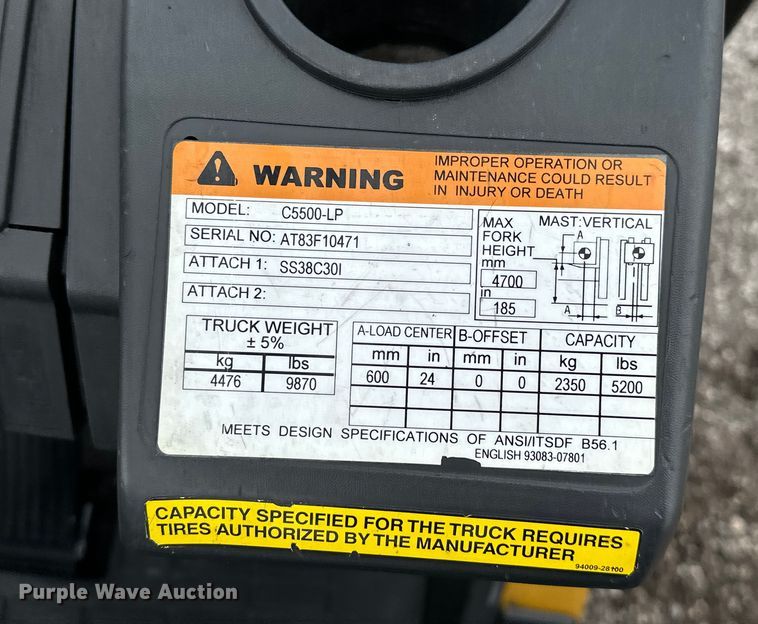 WARNING
IMPROPER OPERATION OR
MAINTENANCE COULD RESULT
IN INJURY OR DEATH
MODEL: C5500-LP
SERIAL NO: AT83F10471
ATTACH 1: SS38C30I
ATTACH 2:
MAX
FORK
HEIGHT
mm
4700
in
185
MAST:VERTICAL
A
A
B
TRUCK WEIGHT
± 5%
kg lbs
4476 9870
A-LOAD CENTER B-OFFSET CAPACITY
mm in mm in kg lbs
600 24 0 0 2350 5200
MEETS DESIGN SPECIFICATIONS OF ANSI/ITSDF B56.1
ENGLISH 93083-07801
CAPACITY SPECIFIED FOR THE TRUCK REQUIRES
TIRES AUTHORIZED BY THE MANUFACTURER
94009-28100
Purple Wave Auction